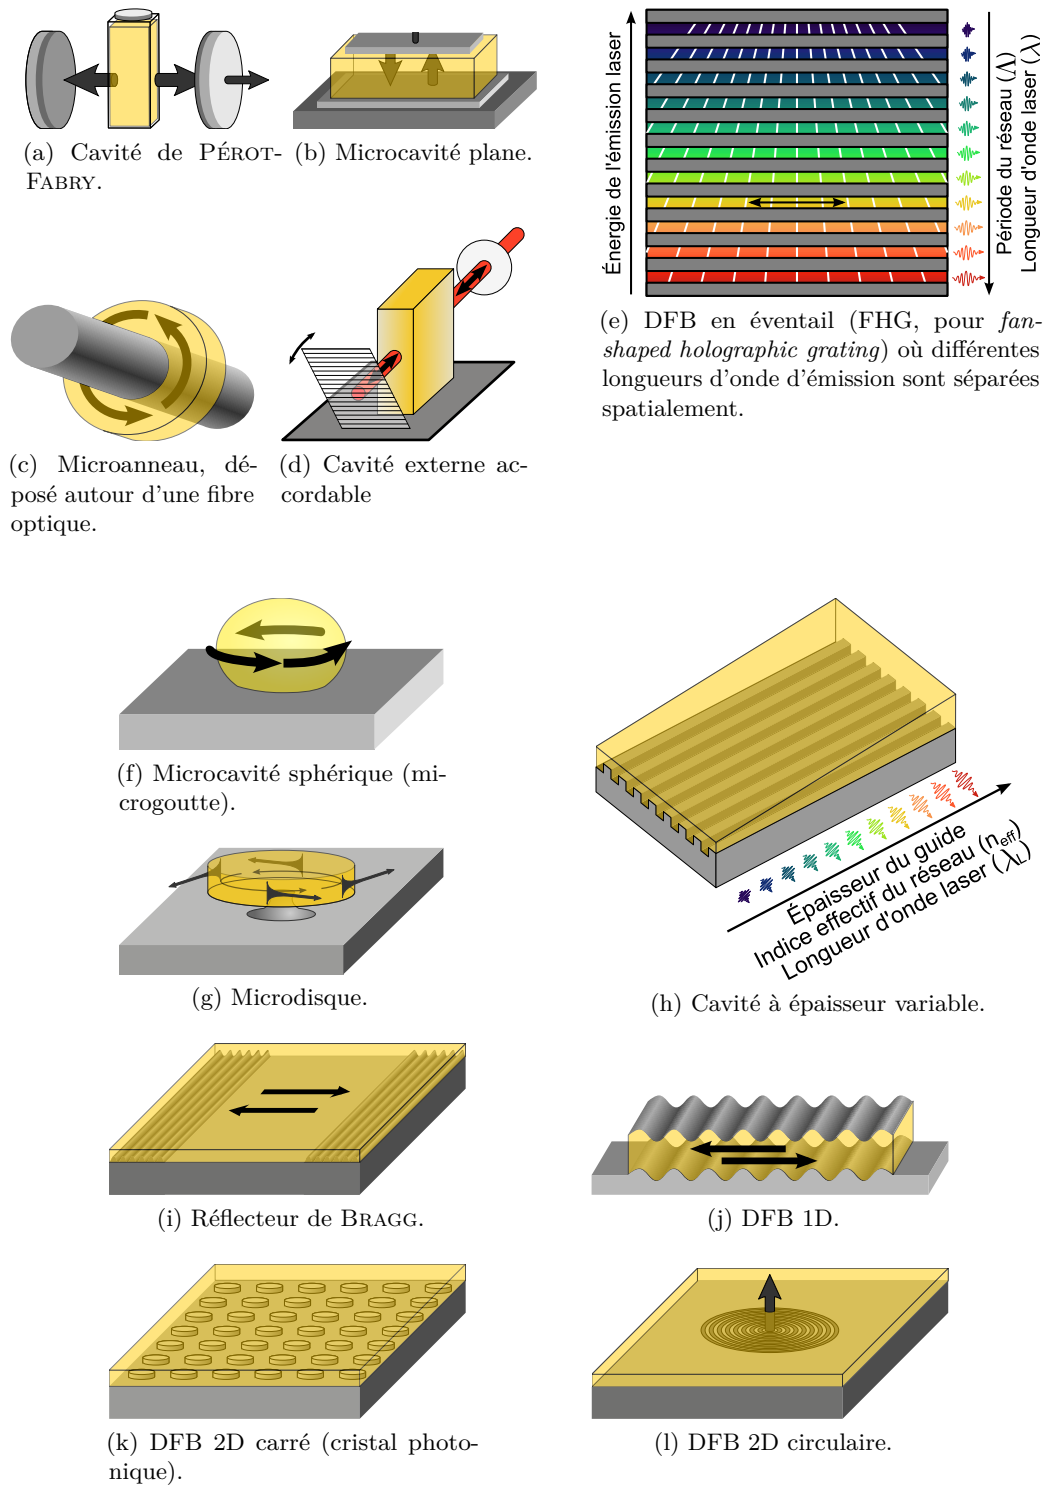 (a) Cavité de PÉROT-
FABRY.
(b) Microcavité plane.
Énergie de l'émission laser
Période du réseau (Λ)
Longueur d'onde laser (λ)
(e) DFB en éventail (FHG, pour fan-
shaped holographic grating) où différentes
longueurs d'onde d'émission sont séparées
spatialement.
(c) Microanneau, dé-
posé autour d'une fibre
optique.
(d) Cavité externe ac-
cordable
(f) Microcavité sphérique (mi-
crogoutte).
(g) Microdisque.
Épaisseur du guide
Indice effectif du réseau (neff)
Longueur d'onde laser (λL)
(h) Cavité à épaisseur variable.
(i) Réflecteur de BRAGG.
(j) DFB 1D.
(k) DFB 2D carré (cristal photo-
nique).
(l) DFB 2D circulaire.